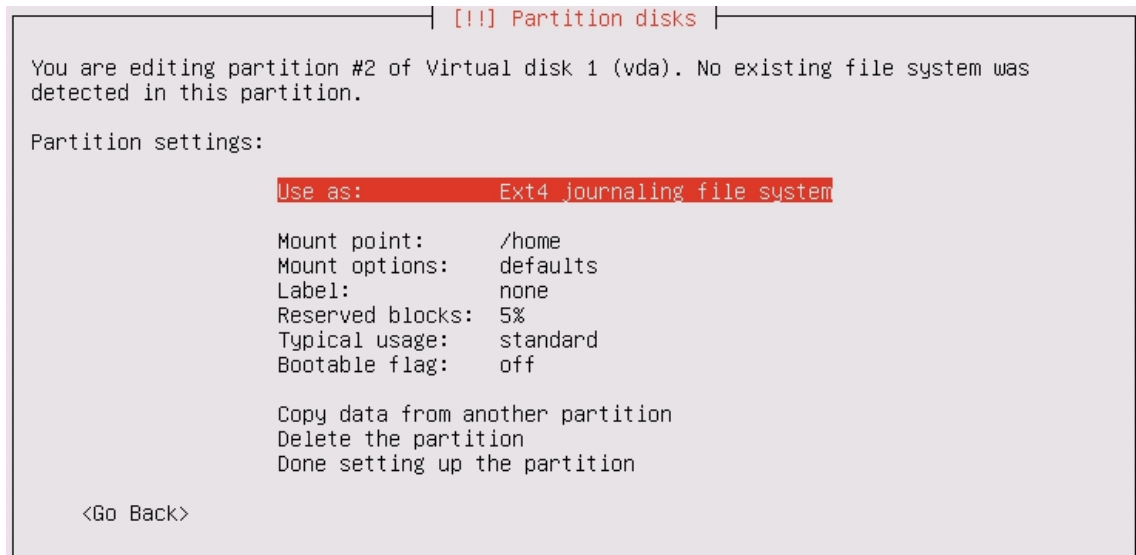 [!!] Partition disks
You are editing partition #2 of Virtual disk 1 (vda). No existing file system was
detected in this partition.
Partition settings:
Use as: Ext4 journaling file system
Mount point: /home
Mount options: defaults
Label: none
Reserved blocks: 5%
Typical usage: standard
Bootable flag: off
Copy data from another partition
Delete the partition
Done setting up the partition
<Go Back>